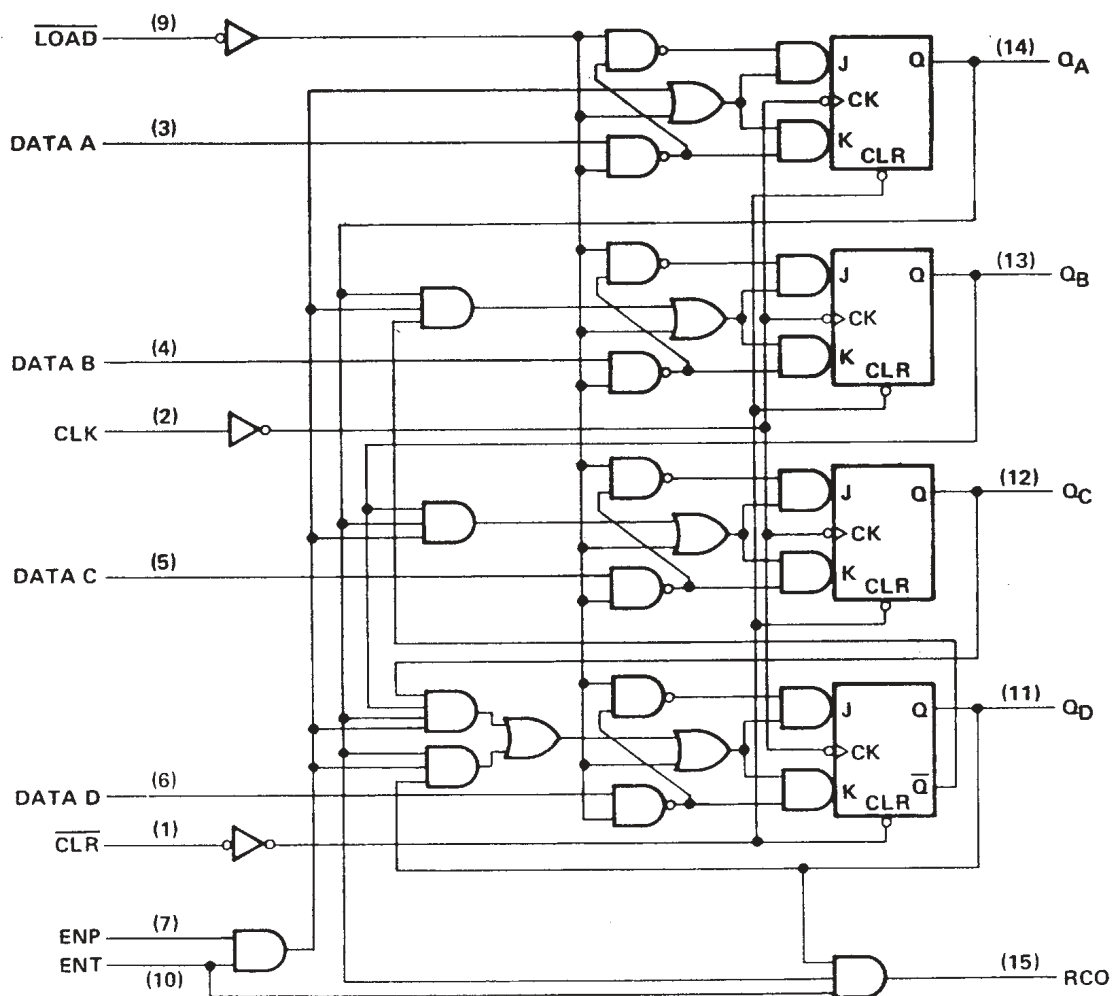 LOAD (9)
(14) QA
J Q
CK
DATA A (3)
K
CLR
(13) QB
J Q
CK
DATA B (4)
K
CLR
CLK (2)
(12) QC
J Q
CK
DATA C (5)
K
CLR
(11) QD
J Q
CK
DATA D (6)
K Q
CLR
CLR (1)
ENP (7)
ENT (10)
(15) RCO